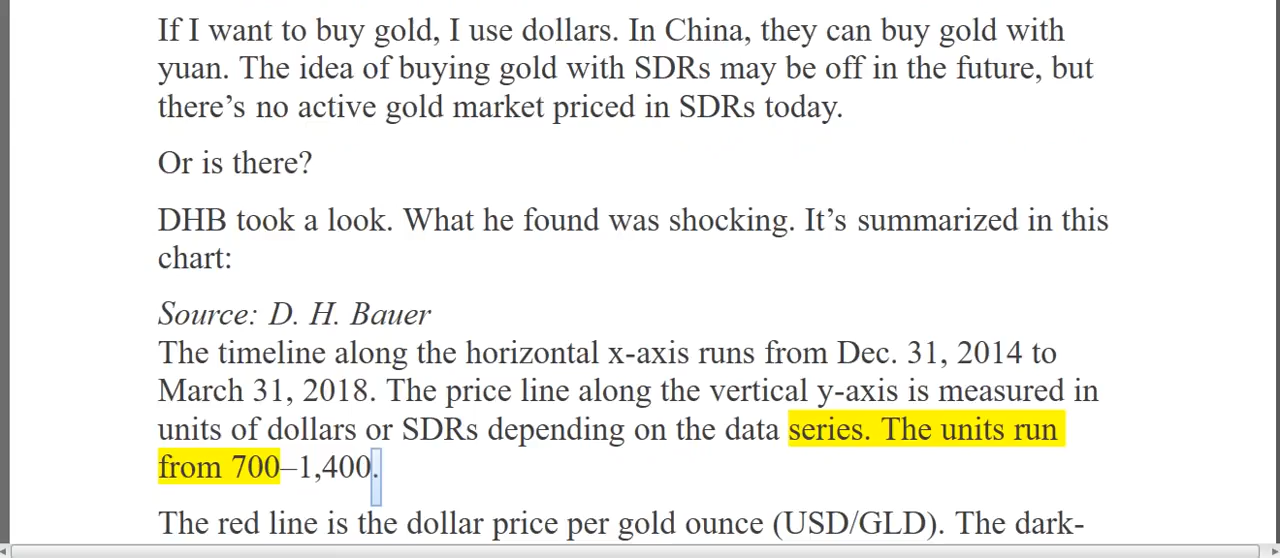 If I want to buy gold, I use dollars. In China, they can buy gold with
yuan. The idea of buying gold with SDRs may be off in the future, but
there’s no active gold market priced in SDRs today.
Or is there?
DHB took a look. What he found was shocking. It’s summarized in this
chart:
Source: D. H. Bauer
The timeline along the horizontal x-axis runs from Dec. 31, 2014 to
March 31, 2018. The price line along the vertical y-axis is measured in
units of dollars or SDRs depending on the data series. The units run
from 700–1,400.
The red line is the dollar price per gold ounce (USD/GLD). The dark-